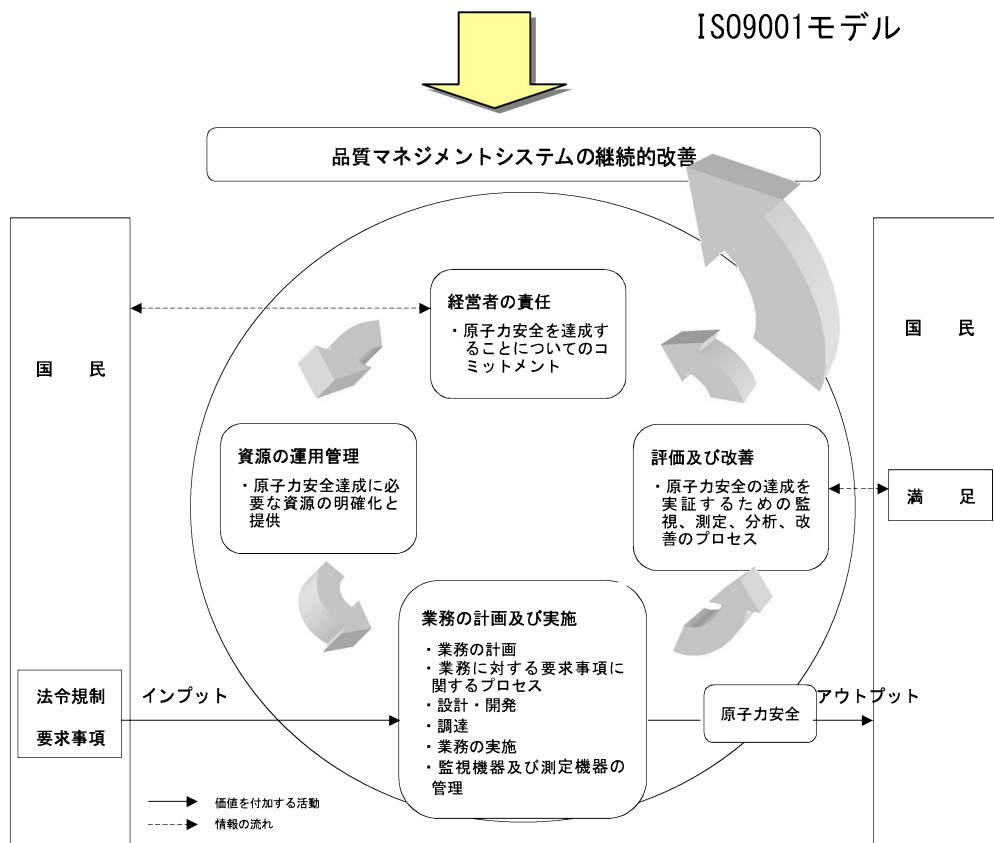 ISO9001モデル
品質マネジメントシステムの継続的改善
国 民
経営者の責任
・原子力安全を達成す
ることについてのコ
ミットメント
国 民
資源の運用管理
・原子力安全達成に必
要な資源の明確化と
提供
評価及び改善
・原子力安全の達成を
実証するための監
視、測定、分析、改
善のプロセス
満 足
業務の計画及び実施
・業務の計画
・業務に対する要求事項に
関するプロセス
・設計・開発
・調達
・業務の実施
・監視機器及び測定機器の
管理
法令規制
要求事項
インプット
原子力安全
アウトプット
価値を付加する活動
情報の流れ